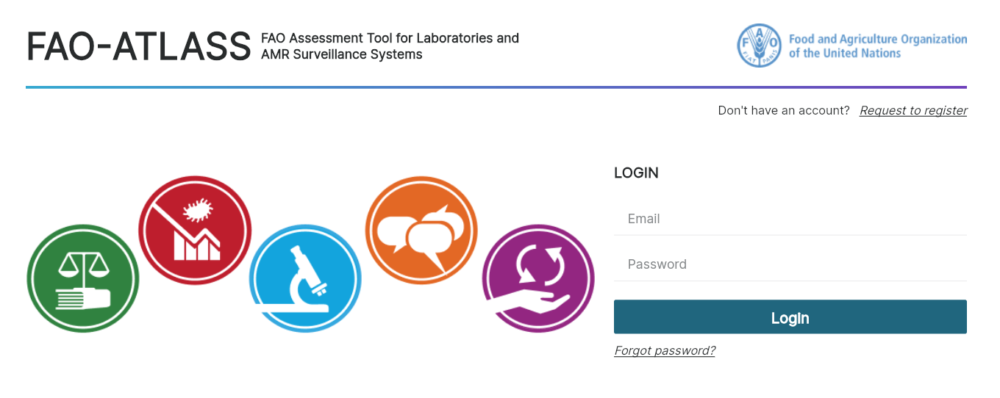 FAO-ATLASS
FAO Assessment Tool for Laboratories and
AMR Surveillance Systems
F A O
FIAT PANIS
Food and Agriculture Organization
of the United Nations
Don't have an account? Request to register
LOGIN
Email
Password
Login
Forgot password?